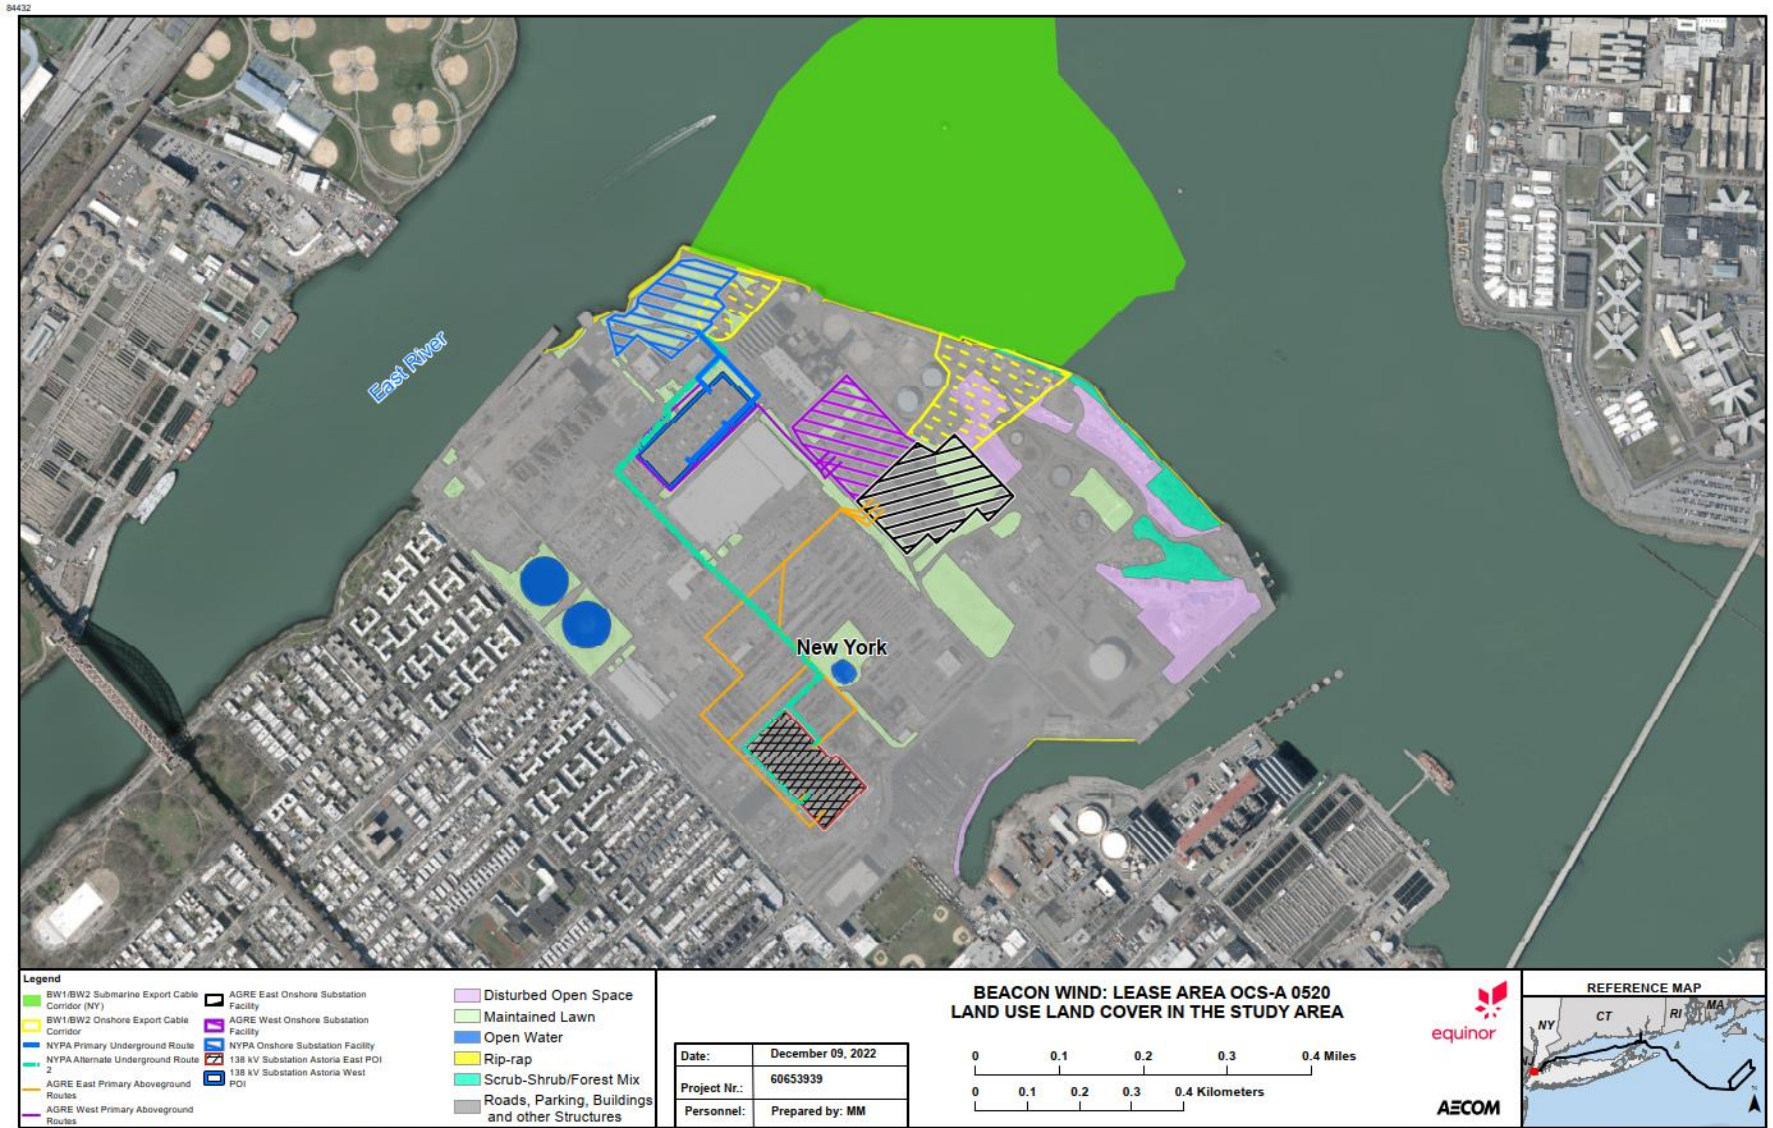 84432
East River
New York
Legend
BW1/BW2 Submarine Export Cable
Corridor (NY)
BW1/BW2 Onshore Export Cable
Corridor
NYPA Primary Underground Route
NYPA Alternate Underground Route
2
AGRE East Primary Aboveground
Routes
AGRE West Primary Aboveground
Routes
AGRE East Onshore Substation
Facility
AGRE West Onshore Substation
Facility
NYPA Onshore Substation Facility
138 kV Substation Astoria East POI
138 kV Substation Astoria West
POI
Disturbed Open Space
Maintained Lawn
Open Water
Rip-rap
Scrub-Shrub/Forest Mix
Roads, Parking, Buildings
and other Structures
Date: December 09, 2022
Project Nr.: 60653939
Personnel: Prepared by: MM
BEACON WIND: LEASE AREA OCS-A 0520
LAND USE LAND COVER IN THE STUDY AREA
0 0.1 0.2 0.3 0.4 Miles
0 0.1 0.2 0.3 0.4 Kilometers
equinor
AECOM
REFERENCE MAP
NY CT RI MA
NJ
N